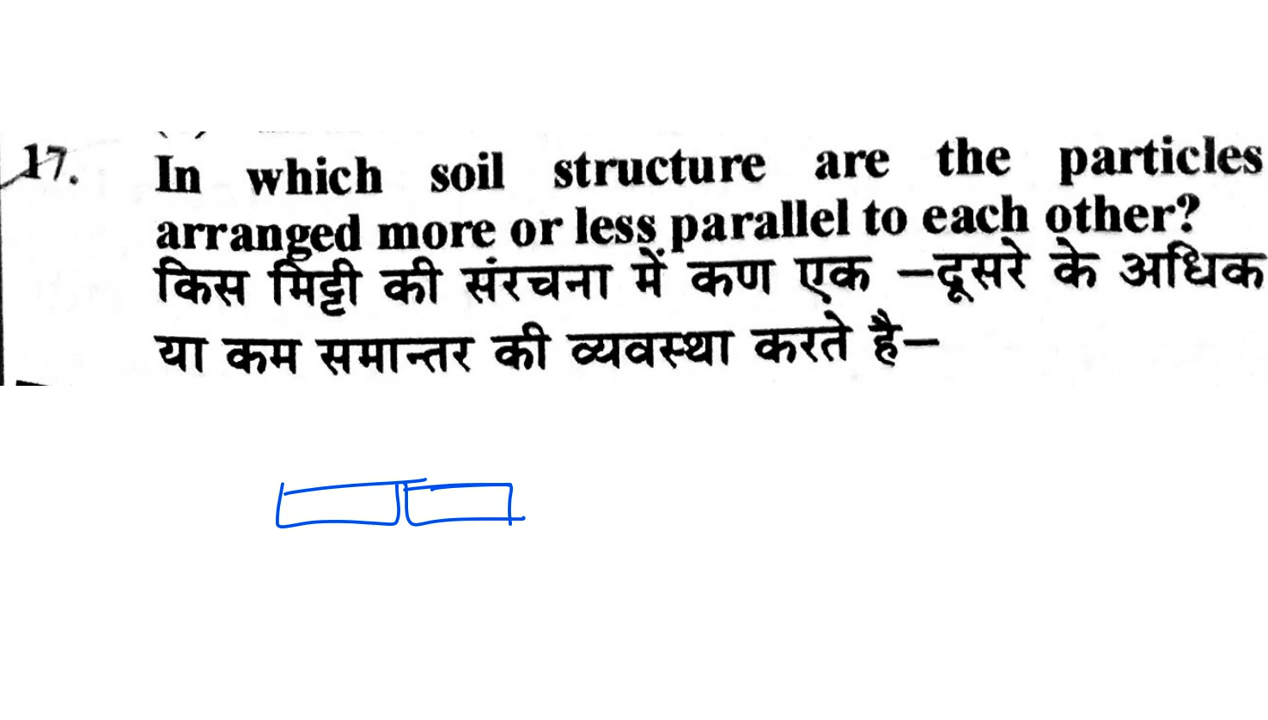 17. In which soil structure are the particles
arranged more or less parallel to each other?
किस मिट्टी की संरचना में कण एक –दूसरे के अधिक
या कम समान्तर की व्यवस्था करते है–